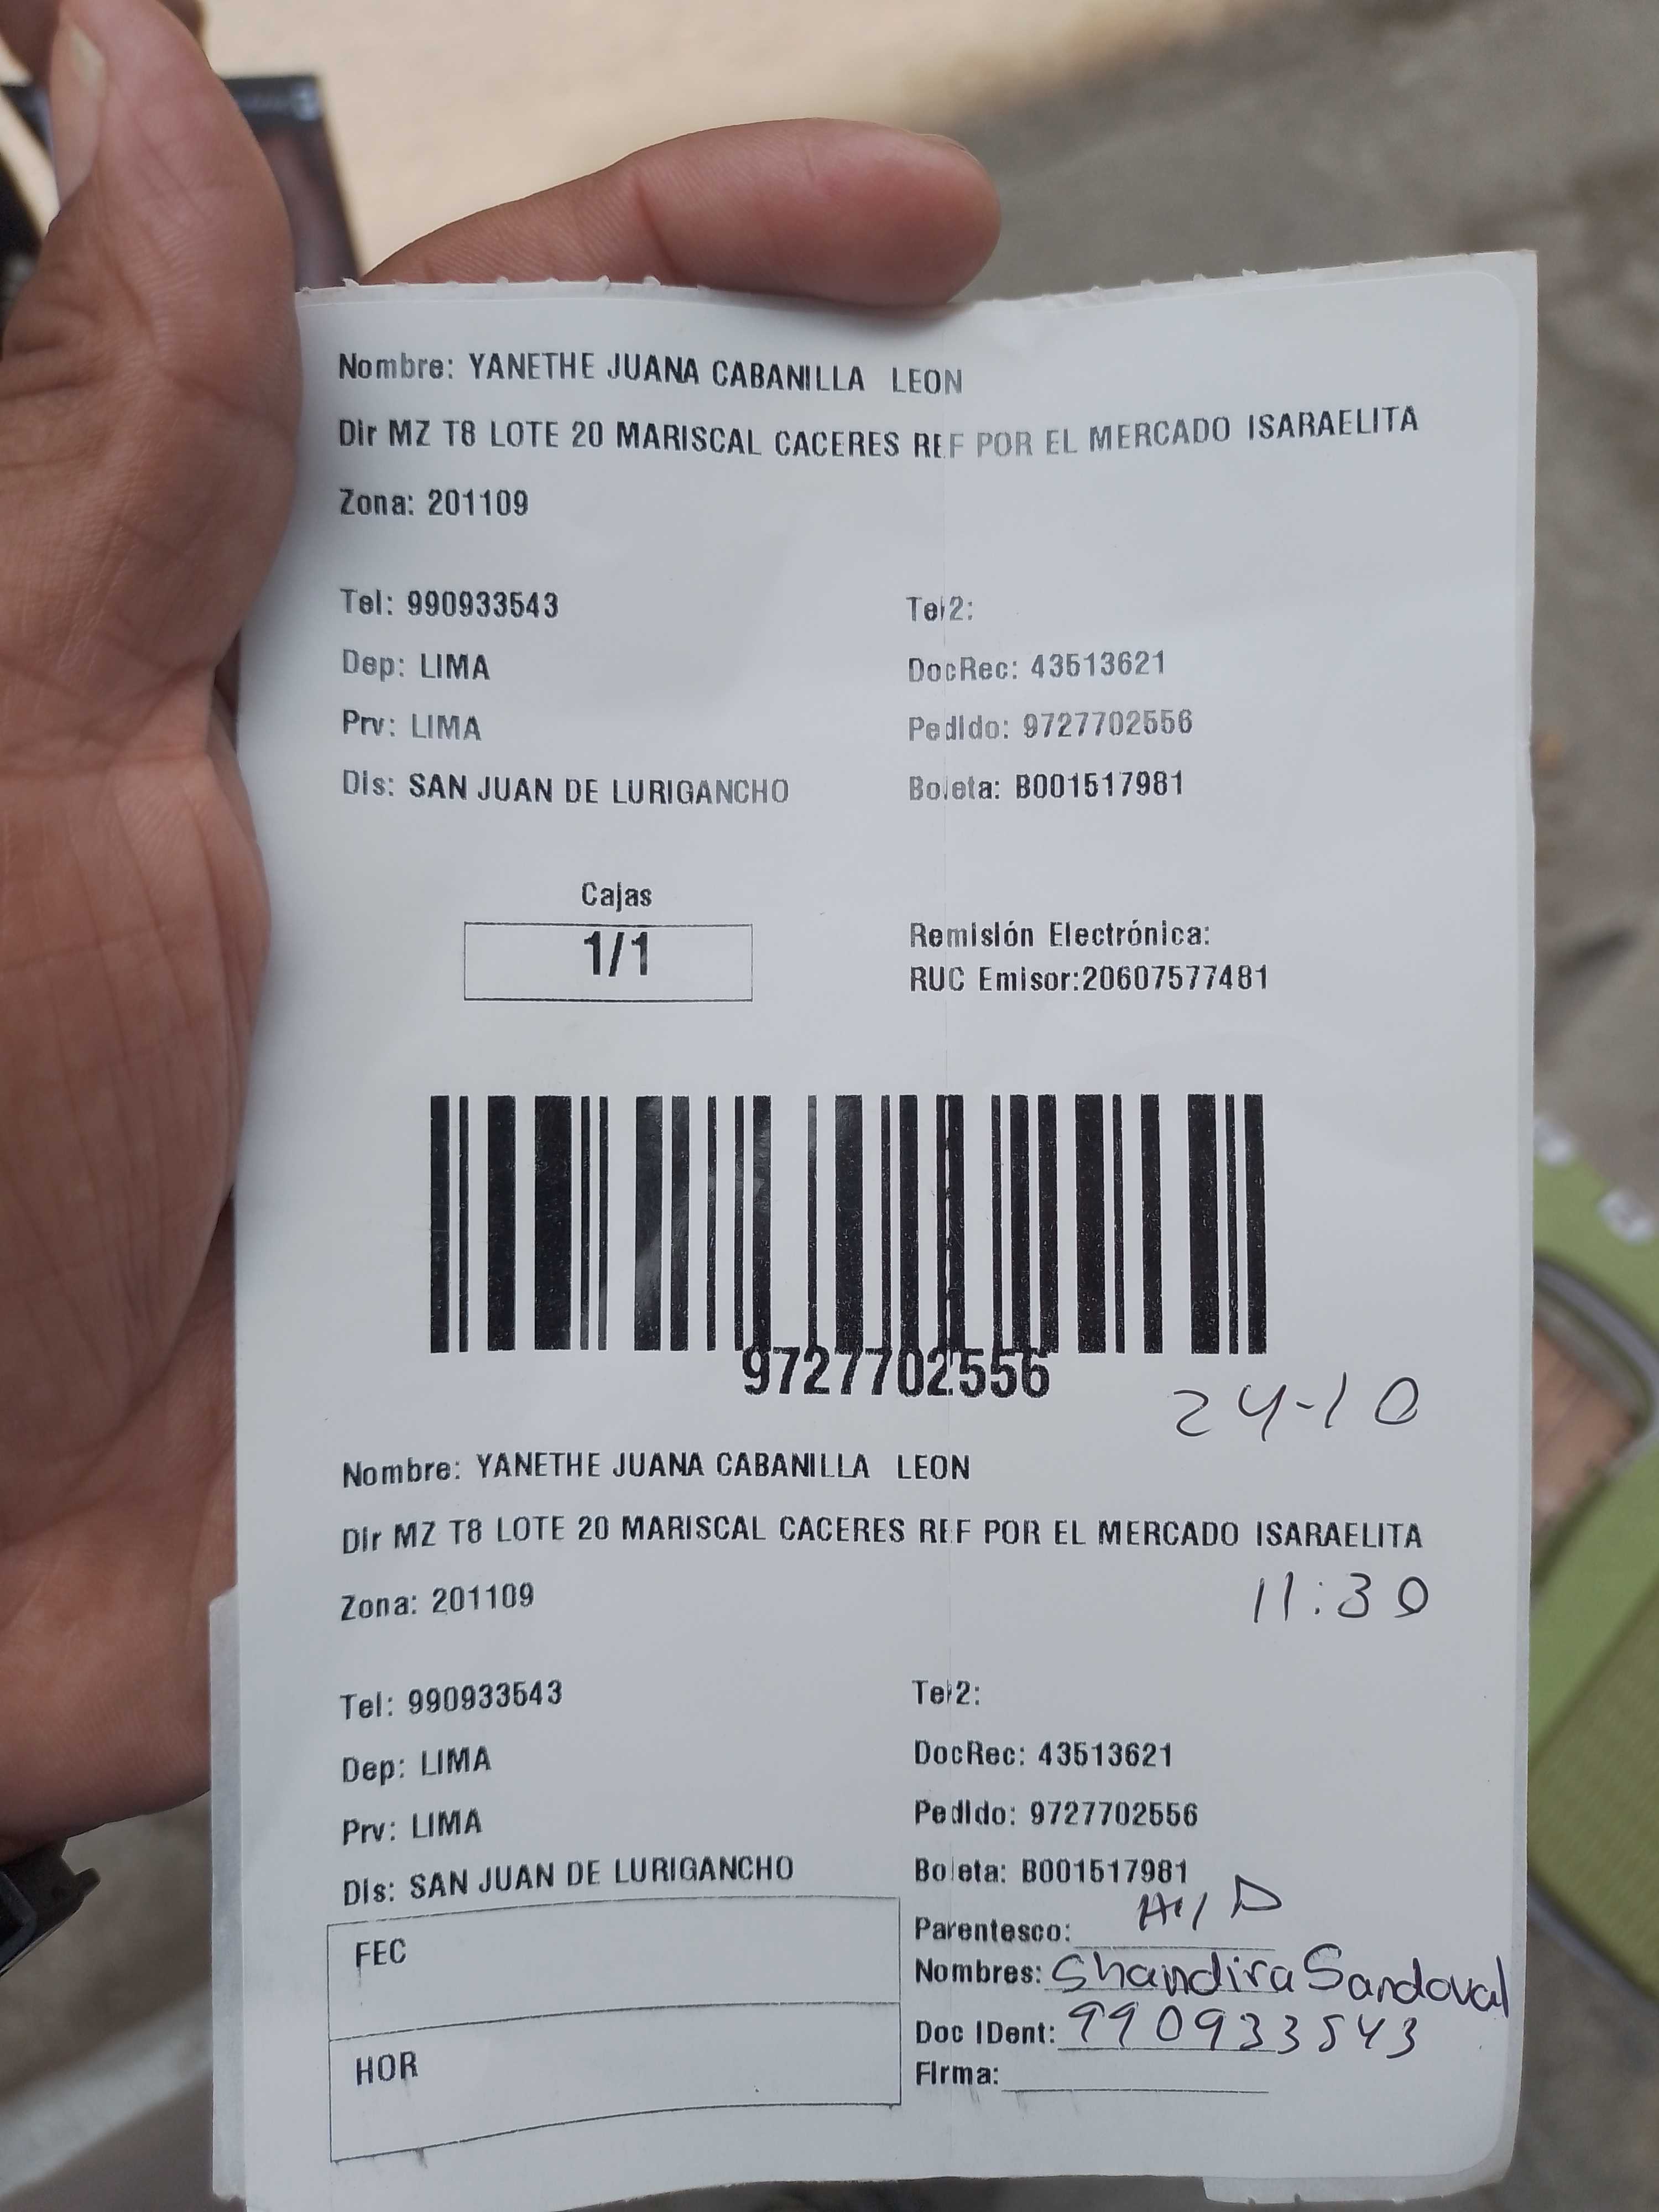 Nombre: YANETHE JUANA CABANILLA LEON
Dir MZ T8 LOTE 20 MARISCAL CACERES REF POR EL MERCADO ISARAELITA
Zona: 201109
Tel: 990933543 Tel2:
Dep: LIMA DocRec: 43513621
Prv: LIMA Pedido: 9727702556
Dis: SAN JUAN DE LURIGANCHO Boleta: B001517981
Cajas
1/1
Remisión Electrónica:
RUC Emisor:20607577481
9727702556
24-10
Nombre: YANETHE JUANA CABANILLA LEON
Dir MZ T8 LOTE 20 MARISCAL CACERES REF POR EL MERCADO ISARAELITA
11:30
Zona: 201109
Tel: 990933543 Tel2:
Dep: LIMA DocRec: 43513621
Prv: LIMA Pedido: 9727702556
Dis: SAN JUAN DE LURIGANCHO Boleta: B001517981
FEC
HOR
Parentesco:
Nombres: Shandira Sandoval
Doc IDent: 990933543
Firma: